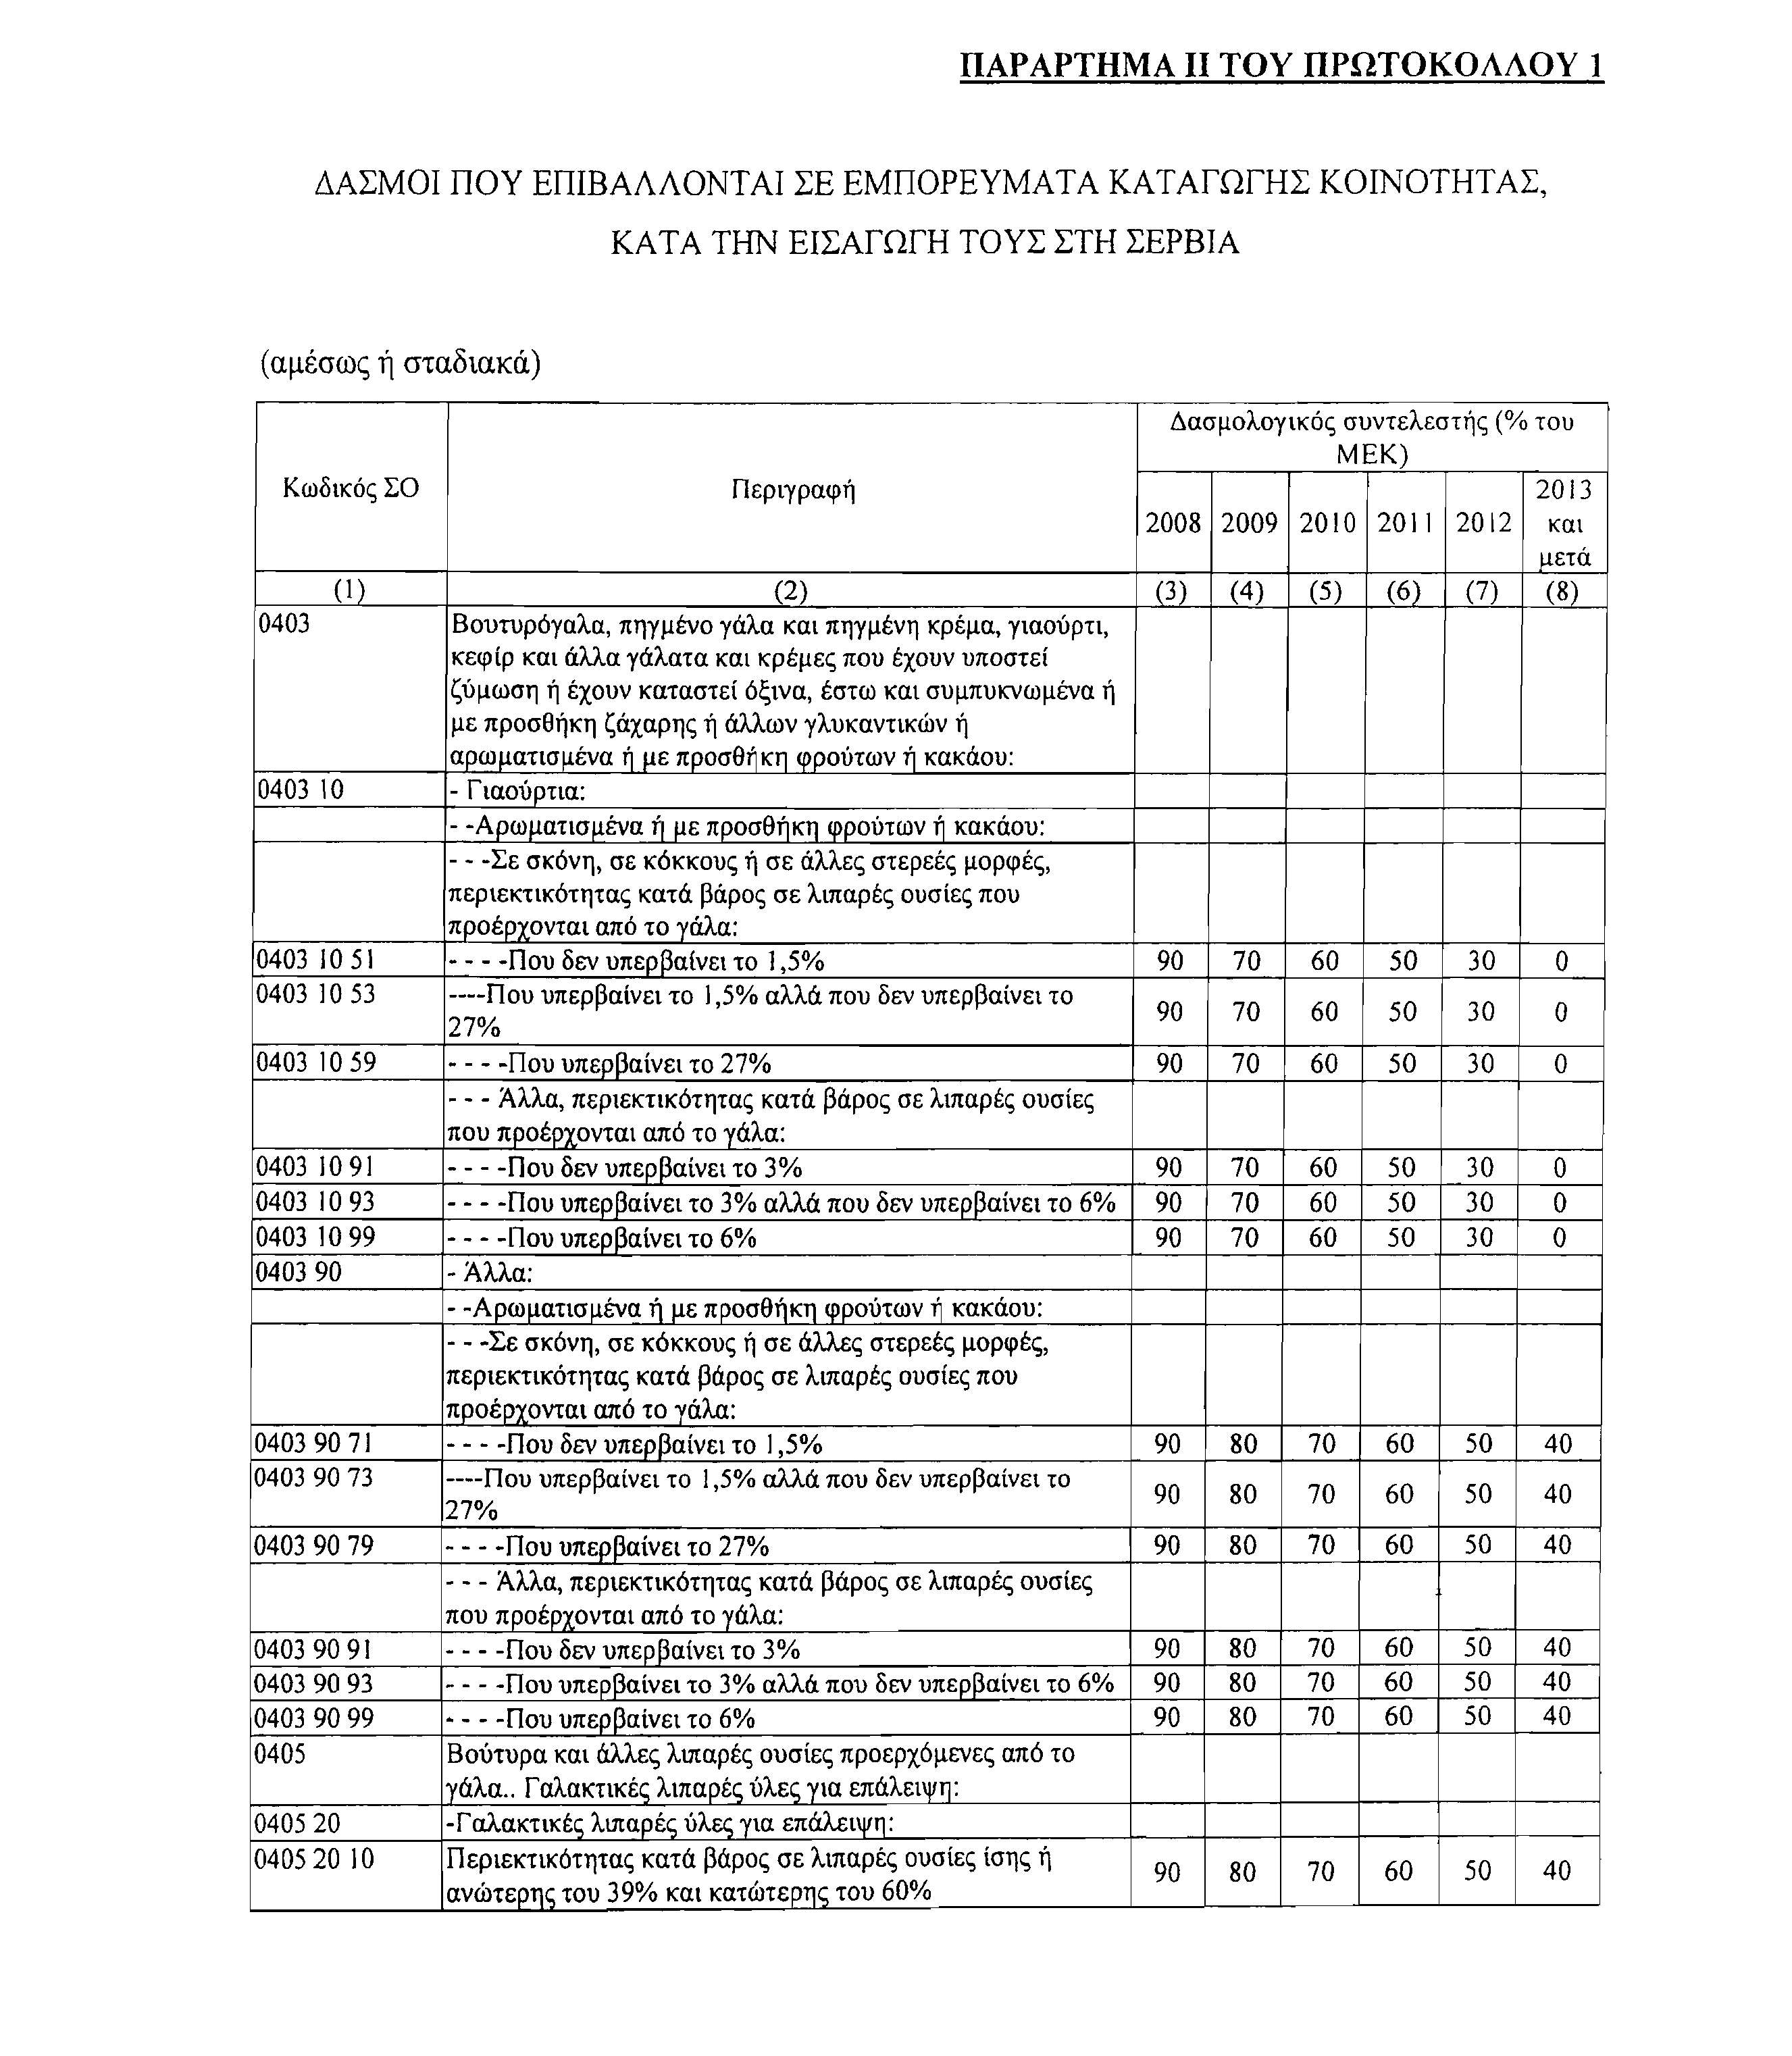 ΠΑΡΑΡΤΗΜΑ ΙΙ ΤΟΥ ΠΡΩΤΟΚΟΛΛΟΥ 1
ΔΑΣΜΟΙ ΠΟΥ ΕΠΙΒΑΛΛΟΝΤΑΙ ΣΕ ΕΜΠΟΡΕΥΜΑΤΑ ΚΑΤΑΓΩΓΗΣ ΚΟΙΝΟΤΗΤΑΣ,
ΚΑΤΑ ΤΗΝ ΕΙΣΑΓΩΓΗ ΤΟΥΣ ΣΤΗ ΣΕΡΒΙΑ
(αμέσως ή σταδιακά)
Δασμολογικός συντελεστής (% του
ΜΕΚ)
Κωδικός ΣΟ Περιγραφή 2008 2009 2010 2011 2012 2013
και
μετά
(1) (2) (3) (4) (5) (6) (7) (8)
0403 Βουτυρόγαλα, πηγμένο γάλα και πηγμένη κρέμα, γιαούρτι,
κεφίρ και άλλα γάλατα και κρέμες που έχουν υποστεί
ζύμωση ή έχουν καταστεί όξινα, έστω και συμπυκνωμένα ή
με προσθήκη ζάχαρης ή άλλων γλυκαντικών ή
αρωματισμένα ή με προσθήκη φρούτων ή κακάου:
0403 10 - Γιαούρτια:
- -Αρωματισμένα ή με προσθήκη φρούτων ή κακάου:
- - -Σε σκόνη, σε κόκκους ή σε άλλες στερεές μορφές,
περιεκτικότητας κατά βάρος σε λιπαρές ουσίες που
προέρχονται από το γάλα:
0403 10 51 - - - -Που δεν υπερβαίνει το 1,5% 90 70 60 50 30 0
0403 10 53 ----Που υπερβαίνει το 1,5% αλλά που δεν υπερβαίνει το
27% 90 70 60 50 30 0
0403 10 59 - - - -Που υπερβαίνει το 27% 90 70 60 50 30 0
- - - Άλλα, περιεκτικότητας κατά βάρος σε λιπαρές ουσίες
που προέρχονται από το γάλα:
0403 10 91 - - - -Που δεν υπερβαίνει το 3% 90 70 60 50 30 0
0403 10 93 - - - -Που υπερβαίνει το 3% αλλά που δεν υπερβαίνει το 6% 90 70 60 50 30 0
0403 10 99 - - - -Που υπερβαίνει το 6% 90 70 60 50 30 0
0403 90 - Άλλα:
- -Αρωματισμένα ή με προσθήκη φρούτων ή κακάου:
- - -Σε σκόνη, σε κόκκους ή σε άλλες στερεές μορφές,
περιεκτικότητας κατά βάρος σε λιπαρές ουσίες που
προέρχονται από το γάλα:
0403 90 71 - - - -Που δεν υπερβαίνει το 1,5% 90 80 70 60 50 40
0403 90 73 ----Που υπερβαίνει το 1,5% αλλά που δεν υπερβαίνει το
27% 90 80 70 60 50 40
0403 90 79 - - - -Που υπερβαίνει το 27% 90 80 70 60 50 40
- - - Άλλα, περιεκτικότητας κατά βάρος σε λιπαρές ουσίες
που προέρχονται από το γάλα:
0403 90 91 - - - -Που δεν υπερβαίνει το 3% 90 80 70 60 50 40
0403 90 93 - - - -Που υπερβαίνει το 3% αλλά που δεν υπερβαίνει το 6% 90 80 70 60 50 40
0403 90 99 - - - -Που υπερβαίνει το 6% 90 80 70 60 50 40
0405 Βούτυρα και άλλες λιπαρές ουσίες προερχόμενες από το
γάλα.. Γαλακτικές λιπαρές ύλες για επάλειψη:
0405 20 -Γαλακτικές λιπαρές ύλες για επάλειψη:
0405 20 10 Περιεκτικότητας κατά βάρος σε λιπαρές ουσίες ίσης ή
ανώτερης του 39% και κατώτερης του 60% 90 80 70 60 50 40